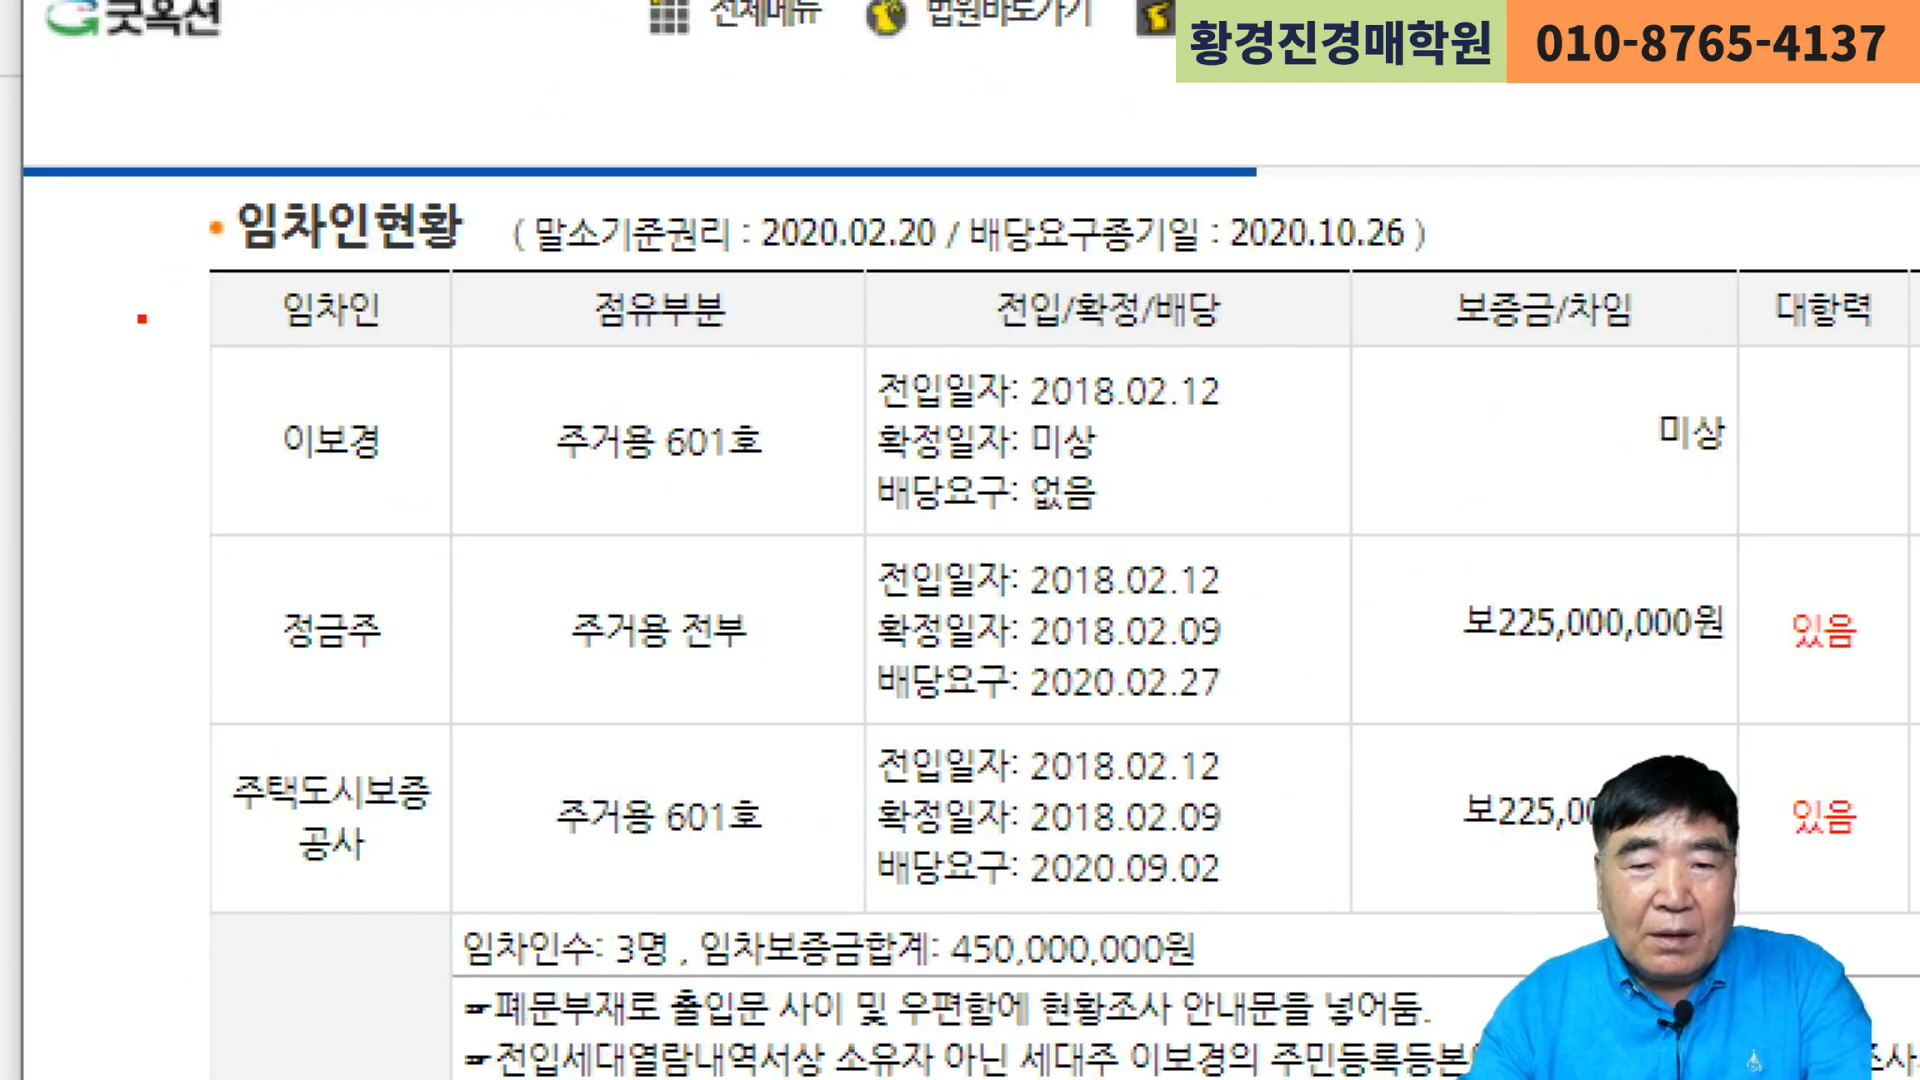 굿옥션
전체메뉴
법원바로가기
황경진경매학원
010-8765-4137
임차인현황 ( 말소기준권리 : 2020.02.20 / 배당요구종기일 : 2020.10.26 )
임차인 점유부분 전입/확정/배당 보증금/차임 대항력
이보경
주거용 601호
전입일자: 2018.02.12
확정일자: 미상
배당요구: 없음
미상
정금주
주거용 전부
전입일자: 2018.02.12
확정일자: 2018.02.09
배당요구: 2020.02.27
보225,000,000원
있음
주택도시보증
공사
주거용 601호
전입일자: 2018.02.12
확정일자: 2018.02.09
배당요구: 2020.09.02
보225,00
있음
임차인수: 3명 , 임차보증금합계: 450,000,000원
☞폐문부재로 출입문 사이 및 우편함에 현황조사 안내문을 넣어둠.
☞전입세대열람내역서상 소유자 아닌 세대주 이보경의 주민등록등본